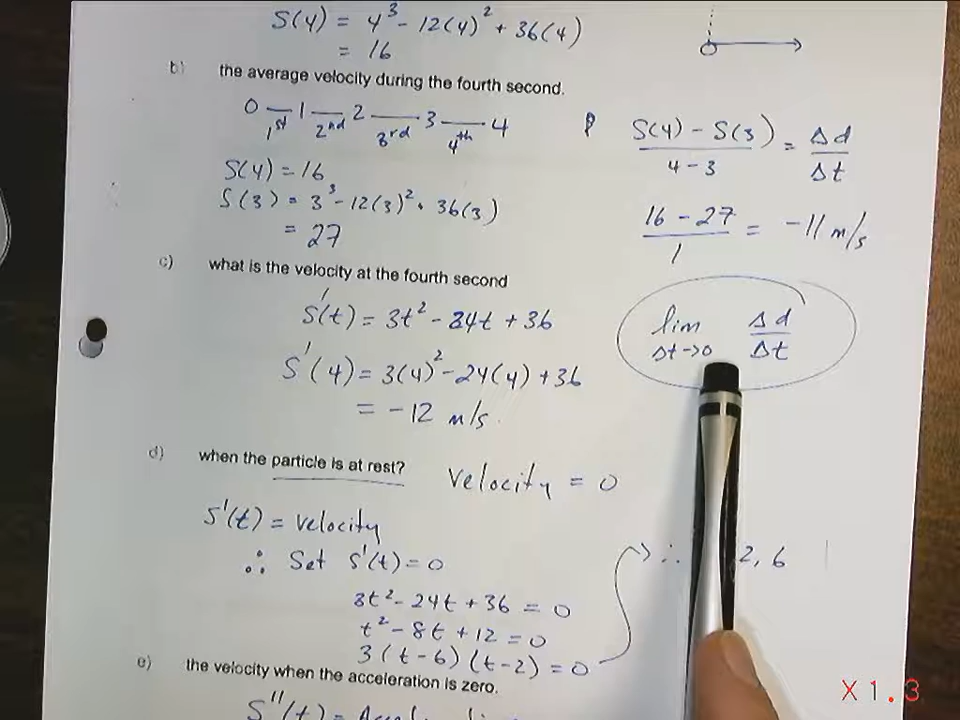 S(4) = 4³ - 12(4)² + 36(4)
= 16
b) the average velocity during the fourth second.
0 — 1 — 2 — 3 — 4
1st 2nd 3rd 4th
S(4) = 16
S(3) = 3³ - 12(3)² + 36(3)
= 27
S(4) - S(3) / 4 - 3 = Δd / Δt
16 - 27 / 1 = -11 m/s
c) what is the velocity at the fourth second
S'(t) = 3t² - 24t + 36
S'(4) = 3(4)² - 24(4) + 36
= -12 m/s.
lim Δd / Δt
Δt→0
d) when the particle is at rest? Velocity = 0
S'(t) = velocity
∴ Set S'(t) = 0
3t² - 24t + 36 = 0
t² - 8t + 12 = 0
3(t-6)(t-2) = 0
∴ 2, 6
e) the velocity when the acceleration is zero.
S''(t) =
X1.3